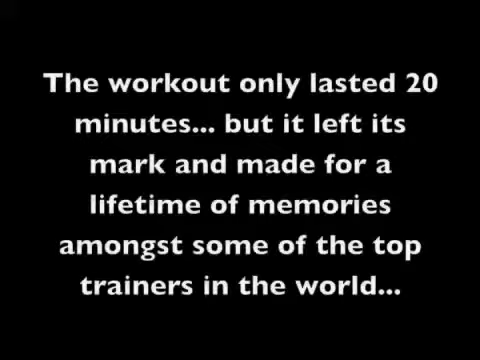 The workout only lasted 20
minutes... but it left its
mark and made for a
lifetime of memories
amongst some of the top
trainers in the world...